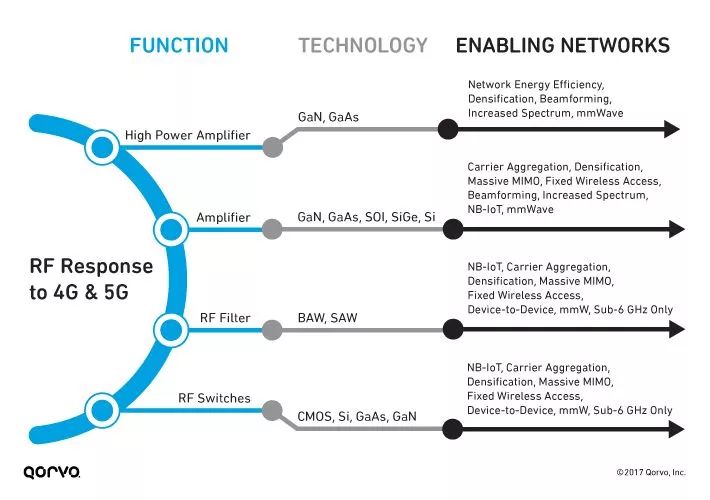 FUNCTION
TECHNOLOGY
ENABLING NETWORKS
Network Energy Efficiency,
Densification, Beamforming,
Increased Spectrum, mmWave
GaN, GaAs
High Power Amplifier
Carrier Aggregation, Densification,
Massive MIMO, Fixed Wireless Access,
Beamforming, Increased Spectrum,
NB-IoT, mmWave
Amplifier
GaN, GaAs, SOI, SiGe, Si
RF Response
to 4G & 5G
NB-IoT, Carrier Aggregation,
Densification, Massive MIMO,
Fixed Wireless Access,
Device-to-Device, mmW, Sub-6 GHz Only
RF Filter
BAW, SAW
NB-IoT, Carrier Aggregation,
Densification, Massive MIMO,
Fixed Wireless Access,
Device-to-Device, mmW, Sub-6 GHz Only
RF Switches
CMOS, Si, GaAs, GaN
QORVO
©2017 Qorvo, Inc.